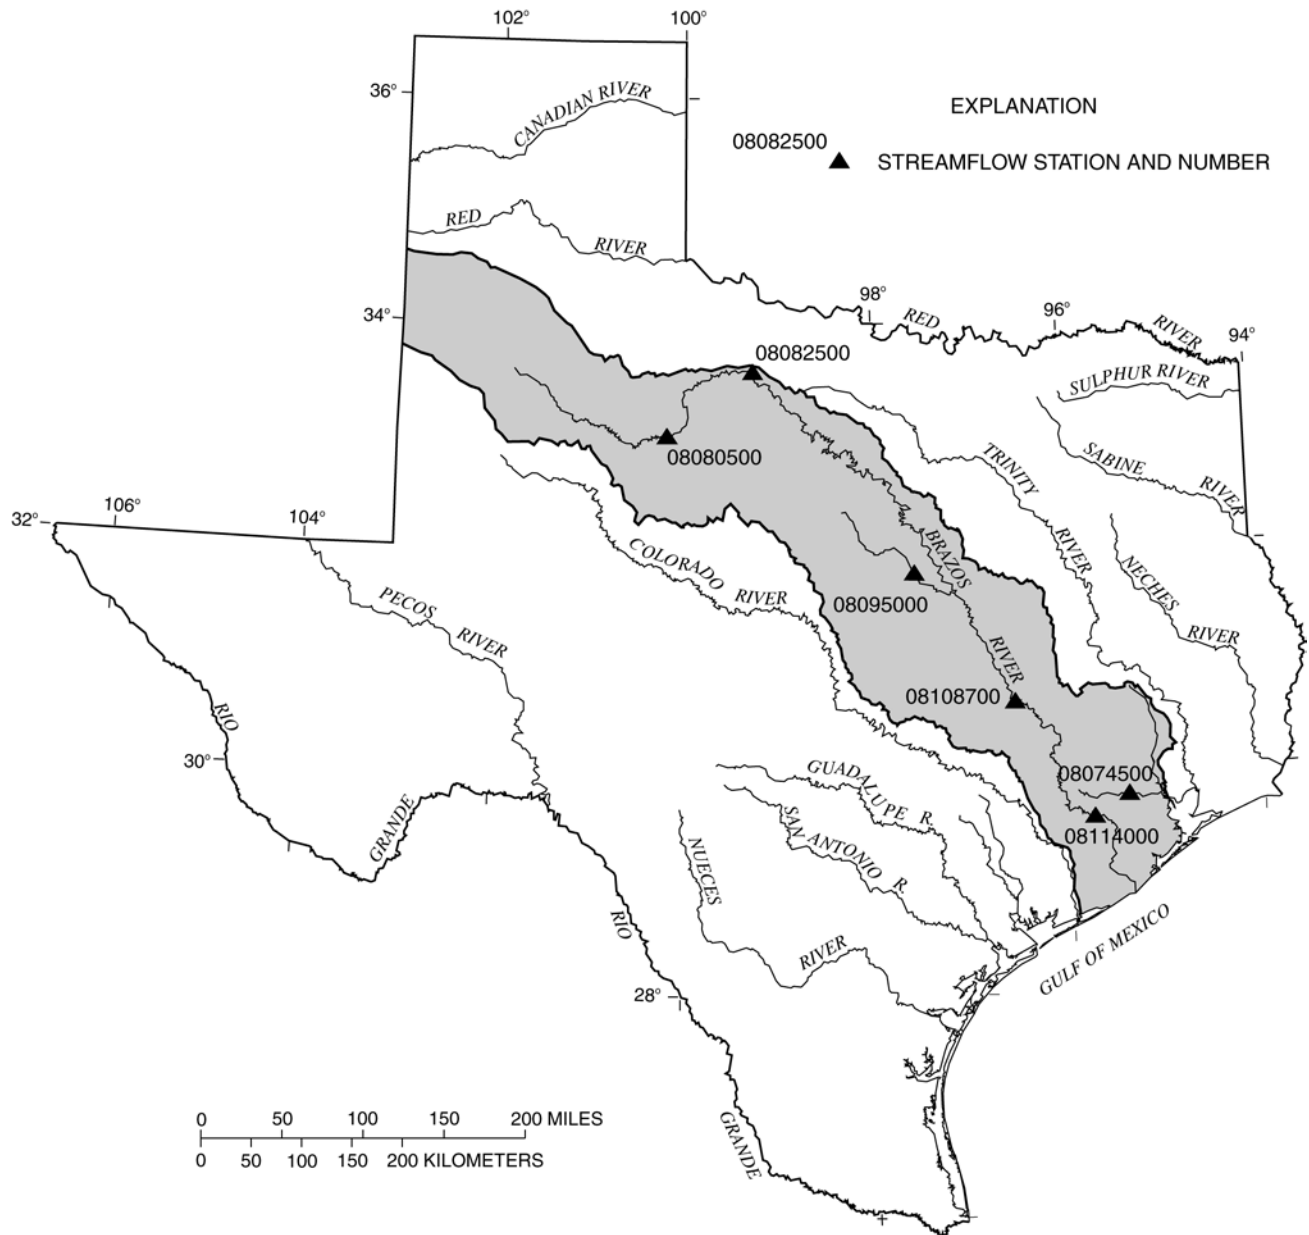 102°
100°
36°
CANADIAN RIVER
EXPLANATION
08082500
STREAMFLOW STATION AND NUMBER
RED
RIVER
98°
96°
94°
34°
RED
RIVER
08082500
SULPHUR RIVER
08080500
TRINITY
RIVER
SABINE
RIVER
32°
106°
104°
COLORADO
RIVER
BRAZOS
RIVER
NECHES
RIVER
08095000
PECOS
RIVER
08108700
RIO
30°
GRANDE
GUADALUPE R.
SAN ANTONIO R.
08074500
08114000
NUECES
RIVER
RIO
28°
GULF OF MEXICO
GRANDE
0 50 100 150 200 MILES
0 50 100 150 200 KILOMETERS